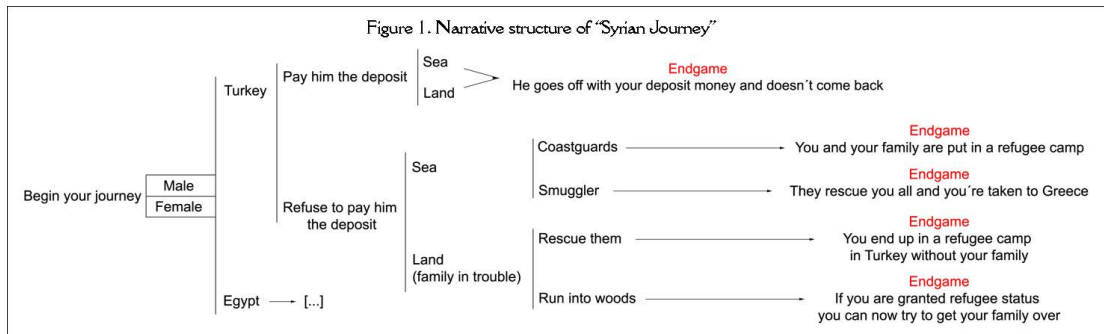 Figure 1. Narrative structure of “Syrian Journey”
Begin your journey
Male
Female
Turkey
Pay him the deposit
Sea
Land
Endgame
He goes off with your deposit money and doesn´t come back
Refuse to pay him
the deposit
Sea
Coastguards
Endgame
You and your family are put in a refugee camp
Smuggler
Endgame
They rescue you all and you´re taken to Greece
Land
(family in trouble)
Rescue them
Endgame
You end up in a refugee camp
in Turkey without your family
Run into woods
Endgame
If you are granted refugee status
you can now try to get your family over
Egypt
[...]